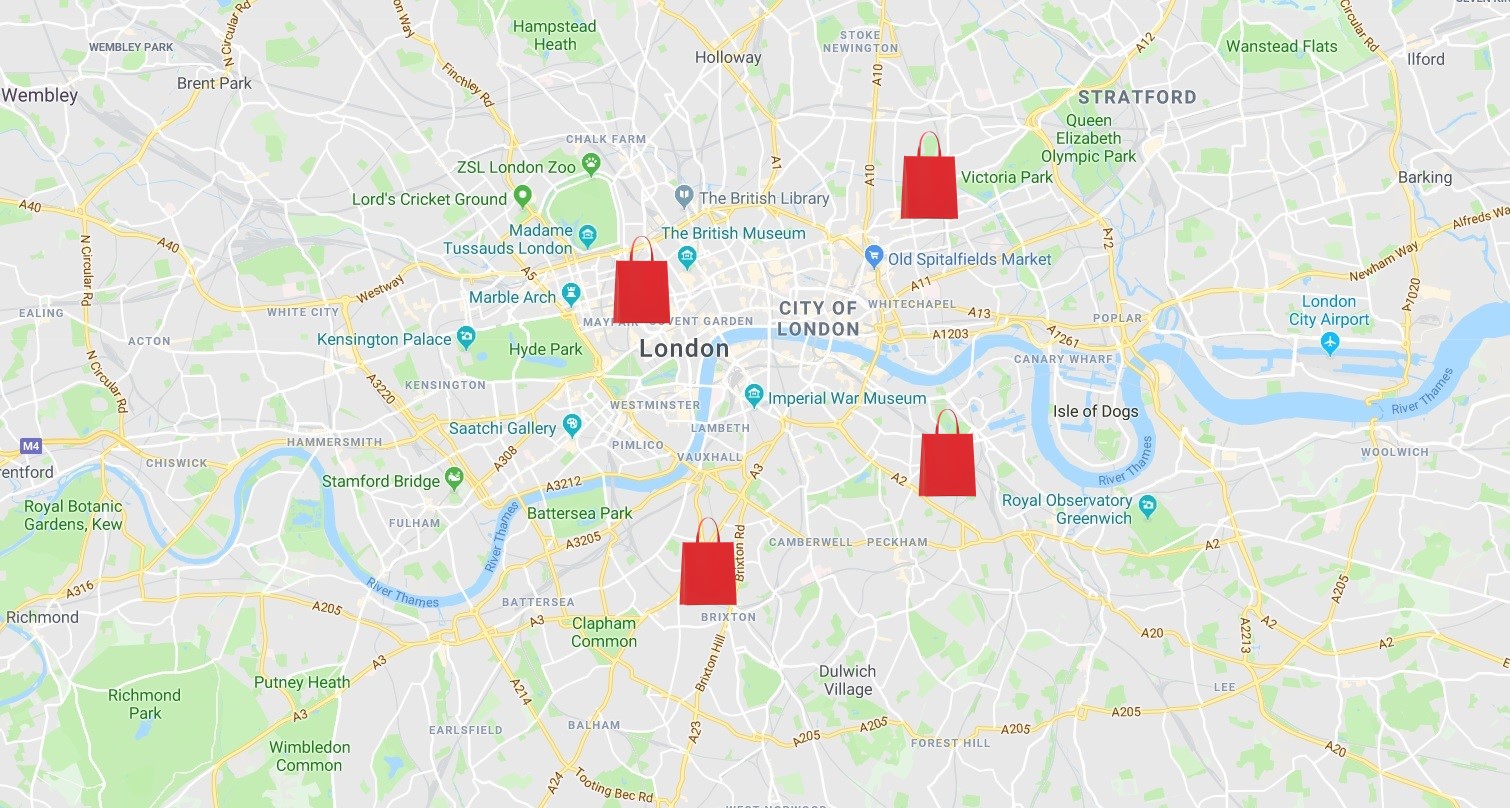 N Circular Rd
on Way
Hampstead
Heath
STOKE
NEWINGTON
A12
Circular Rd
Wanstead Flats
WEMBLEY PARK
Holloway
Ilford
Brent Park
Finchley Rd
A10
Wembley
STRATFORD
Queen
Elizabeth
Olympic Park
CHALK FARM
ZSL London Zoo
A1
A10
Victoria Park
Barking
Lord's Cricket Ground
The British Library
A40
A40
Madame
Tussauds London
The British Museum
A12
Alfreds Wa
N Circular Rd
Old Spitalfields Market
Newham Way
A5
Westway
Marble Arch
A11
A1020
London
City Airport
EALING
WHITE CITY
MAYFAIR
COVENT GARDEN
CITY OF
LONDON
WHITECHAPEL
A13
POPLAR
ACTON
Kensington Palace
Hyde Park
London
A1203
A1261
CANARY WHARF
N Circular Rd
A3220
KENSINGTON
WESTMINSTER
Imperial War Museum
Isle of Dogs
River Thames
M4
HAMMERSMITH
Saatchi Gallery
PIMLICO
LAMBETH
CHISWICK
A308
VAUXHALL
A3
River Thames
WOOLWICH
rentford
Stamford Bridge
A3212
A2
Royal Botanic
Gardens, Kew
FULHAM
River Thames
Battersea Park
Royal Observatory
Greenwich
A3205
Brixton Rd
CAMBERWELL
PECKHAM
A2
A316
River Thames
A205
Richmond
A205
BATTERSEA
A3
BRIXTON
Clapham
Common
A20
A2213
A2
A2
A3
Putney Heath
Brixton Hill
Dulwich
Village
Richmond
Park
A214
LEE
A3
EARLSFIELD
BALHAM
A23
A205
A205
A205
A205
FOREST HILL
Wimbledon
Common
A20
A24
Tooting Bec Rd
WEST NORWOOD